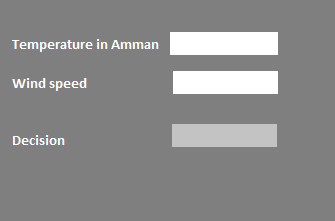 Temperature in Amman
Wind speed
Decision